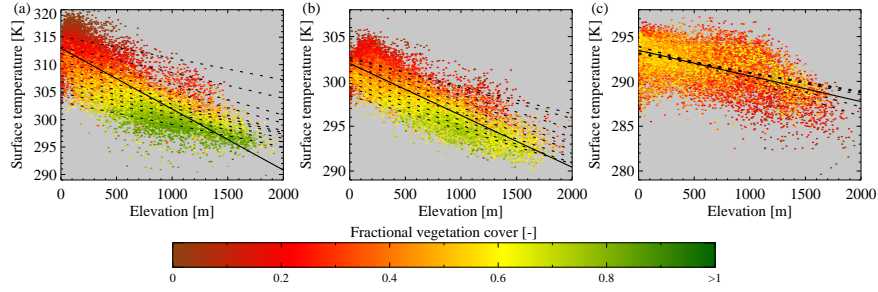 (a) (b) (c)
Surface temperature [K]
320
315
310
305
300
295
290
0 500 1000 1500 2000
Elevation [m]
Surface temperature [K]
305
300
295
290
0 500 1000 1500 2000
Elevation [m]
Surface temperature [K]
295
290
285
280
0 500 1000 1500 2000
Elevation [m]
Fractional vegetation cover [-]
0 0.2 0.4 0.6 0.8 >1